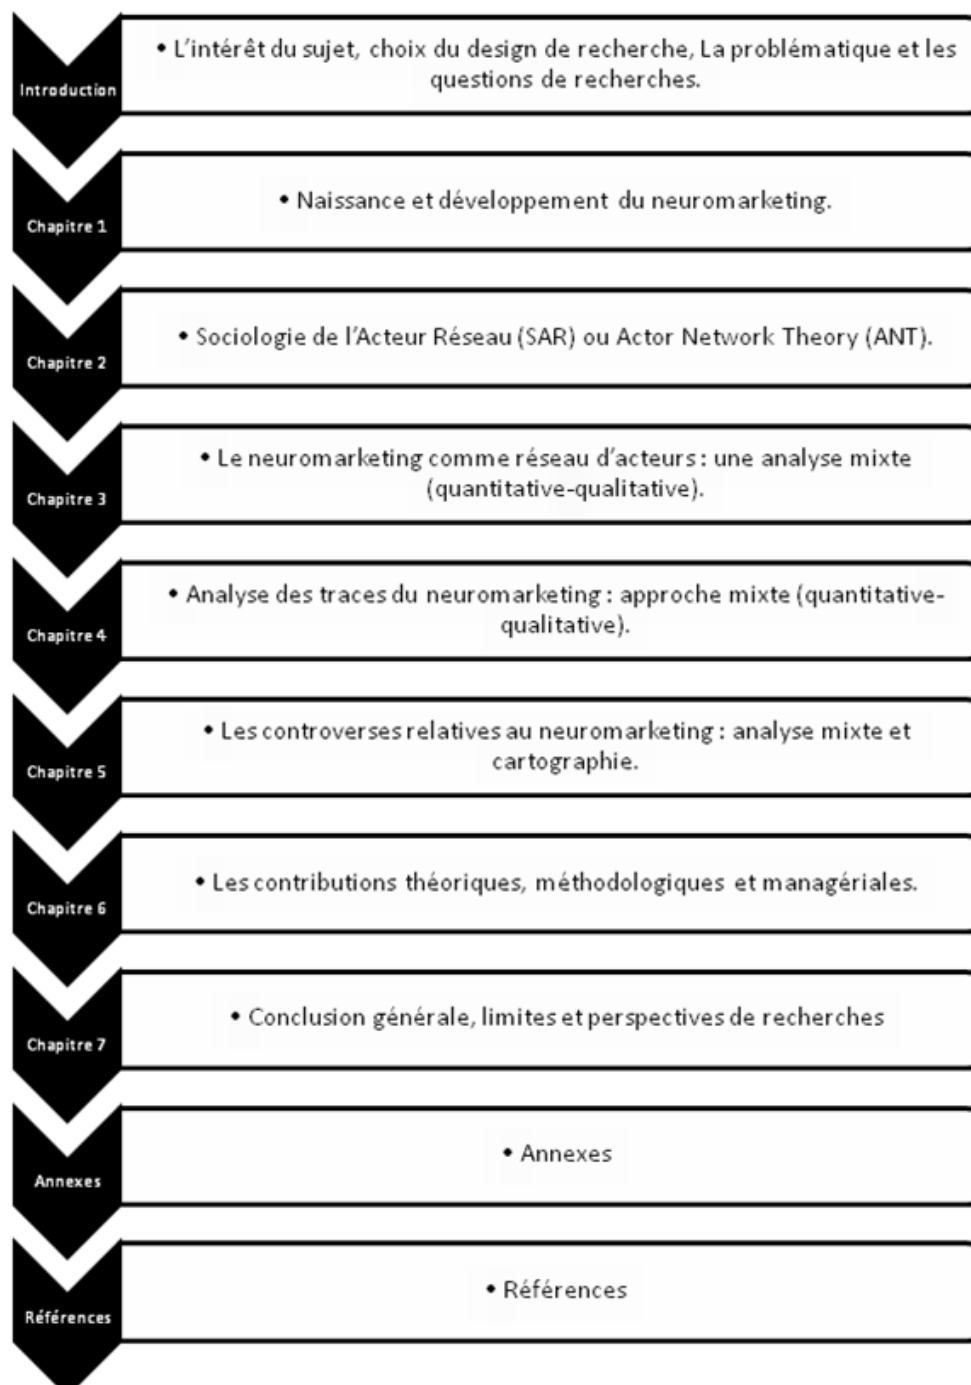 Introduction
• L'intérêt du sujet, choix du design de recherche, La problématique et les
questions de recherches.
Chapitre 1
• Naissance et développement du neuromarketing.
Chapitre 2
• Sociologie de l'Acteur Réseau (SAR) ou Actor Network Theory (ANT).
Chapitre 3
• Le neuromarketing comme réseau d'acteurs : une analyse mixte
(quantitative-qualitative).
Chapitre 4
• Analyse des traces du neuromarketing : approche mixte (quantitative-
qualitative).
Chapitre 5
• Les controverses relatives au neuromarketing : analyse mixte et
cartographie.
Chapitre 6
• Les contributions théoriques, méthodologiques et managériales.
Chapitre 7
• Conclusion générale, limites et perspectives de recherches
Annexes
• Annexes
Références
• Références